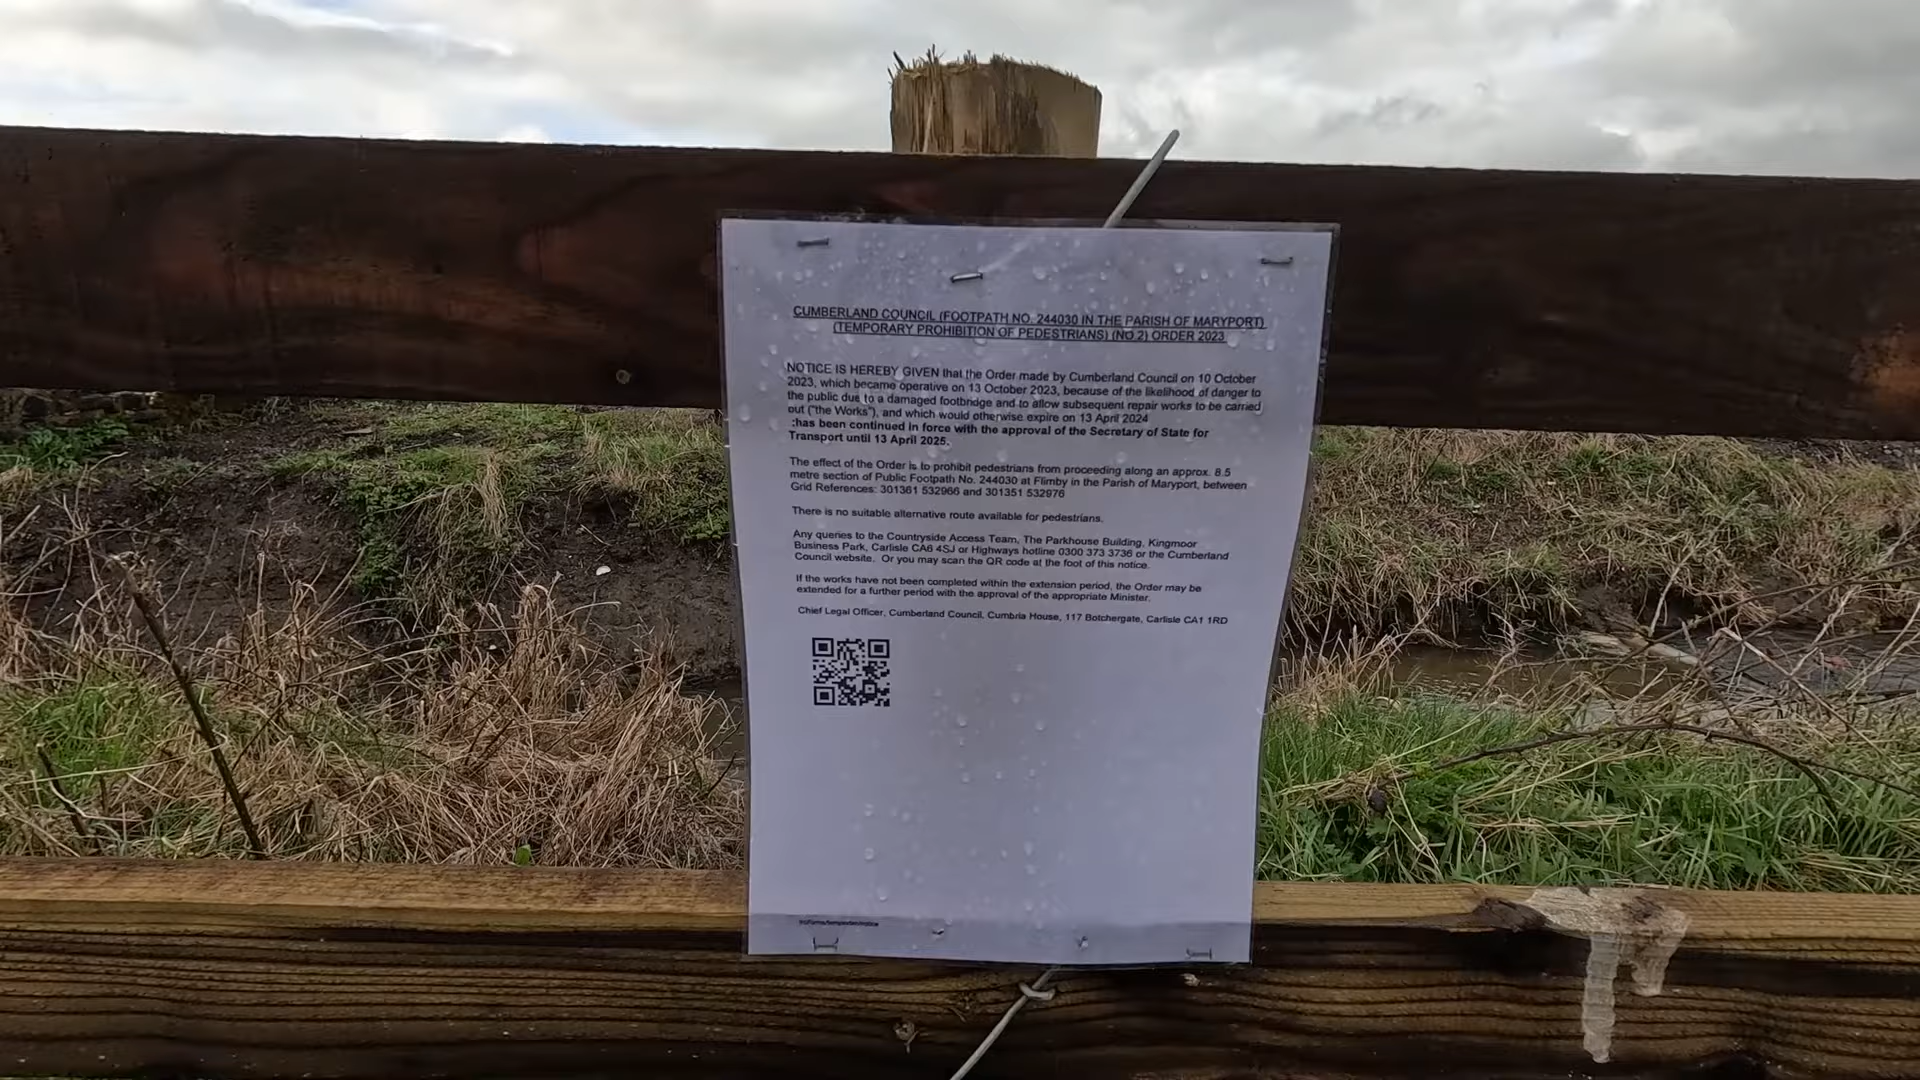 CUMBERLAND COUNCIL (FOOTPATH NO. 244030 IN THE PARISH OF MARYPORT)
(TEMPORARY PROHIBITION OF PEDESTRIANS) (NO 2) ORDER 2023
NOTICE IS HEREBY GIVEN that the Order made by Cumberland Council on 10 October
2023, which became operative on 13 October 2023, because of the likelihood of danger to
the public due to a damaged footbridge and to allow subsequent repair works to be carried
out ("the Works"), and which would otherwise expire on 13 April 2024
:has been continued in force with the approval of the Secretary of State for
Transport until 13 April 2025.
The effect of the Order is to prohibit pedestrians from proceeding along an approx. 8.5
metre section of Public Footpath No. 244030 at Flimby in the Parish of Maryport, between
Grid References: 301361 532966 and 301351 532976
There is no suitable alternative route available for pedestrians.
Any queries to the Countryside Access Team, The Parkhouse Building, Kingmoor
Business Park, Carlisle CA6 4SJ or Highways hotline 0300 373 3736 or the Cumberland
Council website. Or you may scan the QR code at the foot of this notice.
If the works have not been completed within the extension period, the Order may be
extended for a further period with the approval of the appropriate Minister.
Chief Legal Officer, Cumberland Council, Cumbria House, 117 Botchergate, Carlisle CA1 1RD